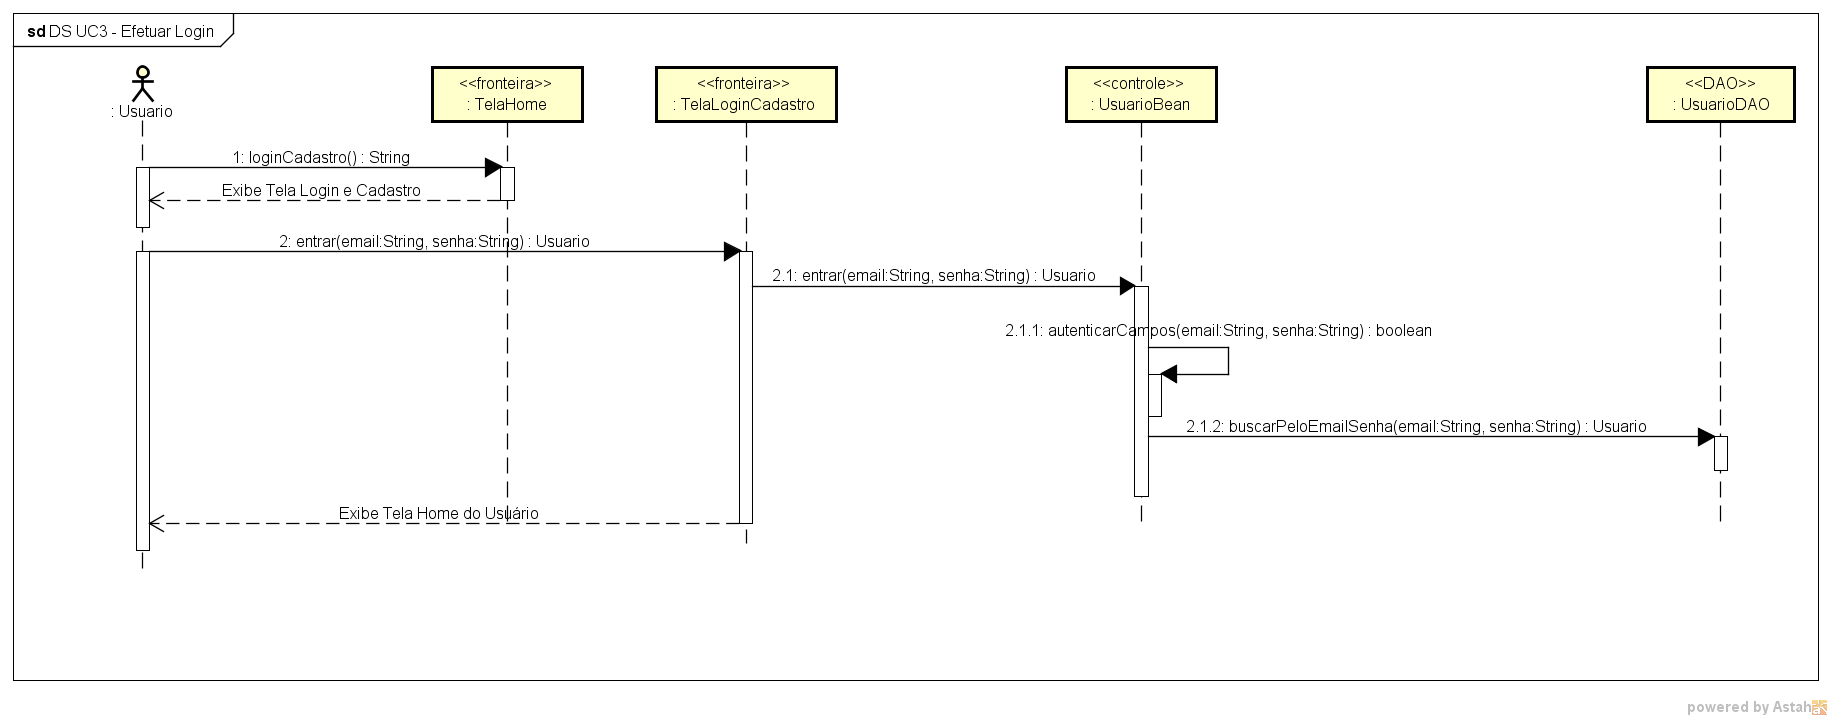 sd DS UC3 - Efetuar Login
<<fronteira>>
: TelaHome
<<fronteira>>
: TelaLoginCadastro
<<controle>>
: UsuarioBean
<<DAO>>
: UsuarioDAO
: Usuario
1: loginCadastro() : String
Exibe Tela Login e Cadastro
2: entrar(email:String, senha:String) : Usuario
2.1: entrar(email:String, senha:String) : Usuario
2.1.1: autenticarCampos(email:String, senha:String) : boolean
2.1.2: buscarPeloEmailSenha(email:String, senha:String) : Usuario
Exibe Tela Home do Usuário
powered by Astah